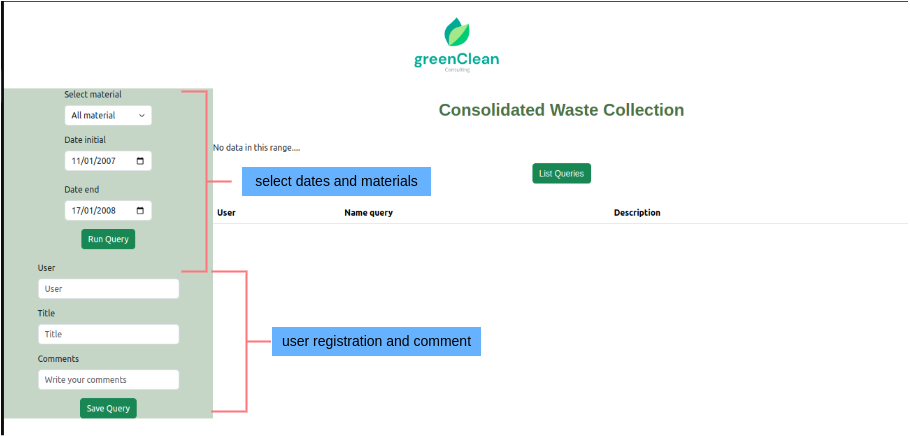 greenClean
Consulting
Select material
All material
Date initial
11/01/2007
Date end
17/01/2008
Run Query
User
User
Title
Title
Comments
Write your comments
Save Query
Consolidated Waste Collection
No data in this range....
select dates and materials
List Queries
User Name query Description
user registration and comment